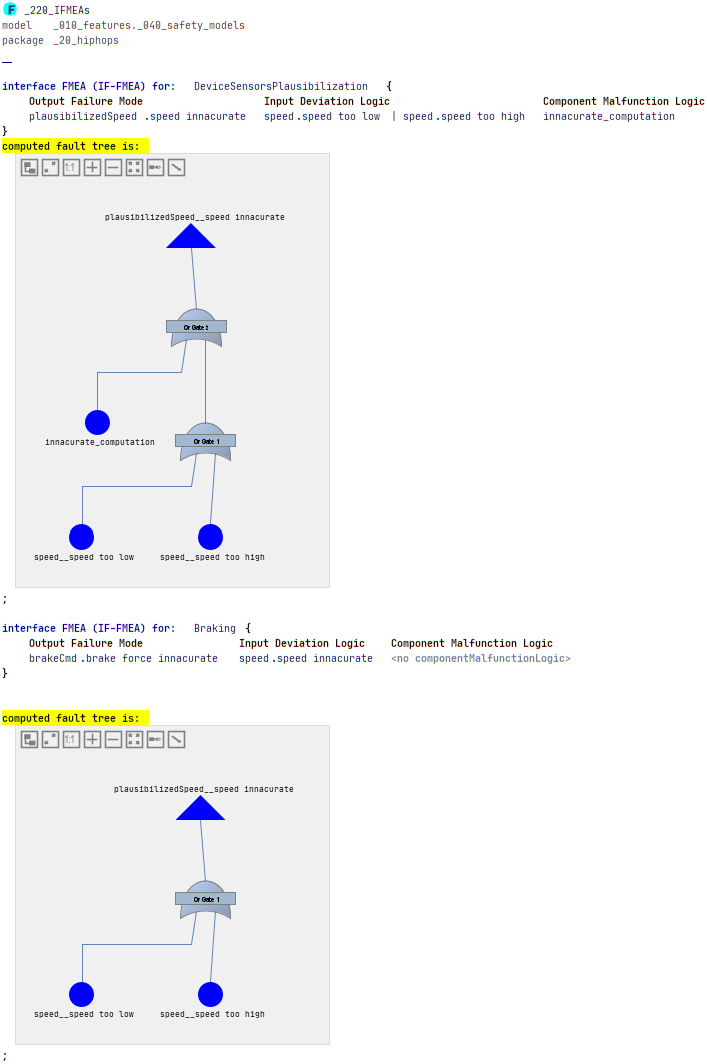 F _220_IFMEAs
model _010_features._040_safety_models
package _20_hiphops
interface FMEA (IF-FMEA) for: DeviceSensorsPlausibilization {
Output Failure Mode Input Deviation Logic Component Malfunction Logic
plausibilizedSpeed .speed innacurate speed.speed too low | speed.speed too high innacurate_computation
}
computed fault tree is:
1:1
plausibilizedSpeed__speed innacurate
Or Gate 2
innacurate_computation
Or Gate 1
speed__speed too low speed__speed too high
;
interface FMEA (IF-FMEA) for: Braking {
Output Failure Mode Input Deviation Logic Component Malfunction Logic
brakeCmd .brake force innacurate speed.speed innacurate <no componentMalfunctionLogic>
}
computed fault tree is:
1:1
plausibilizedSpeed__speed innacurate
Or Gate 1
speed__speed too low speed__speed too high
;